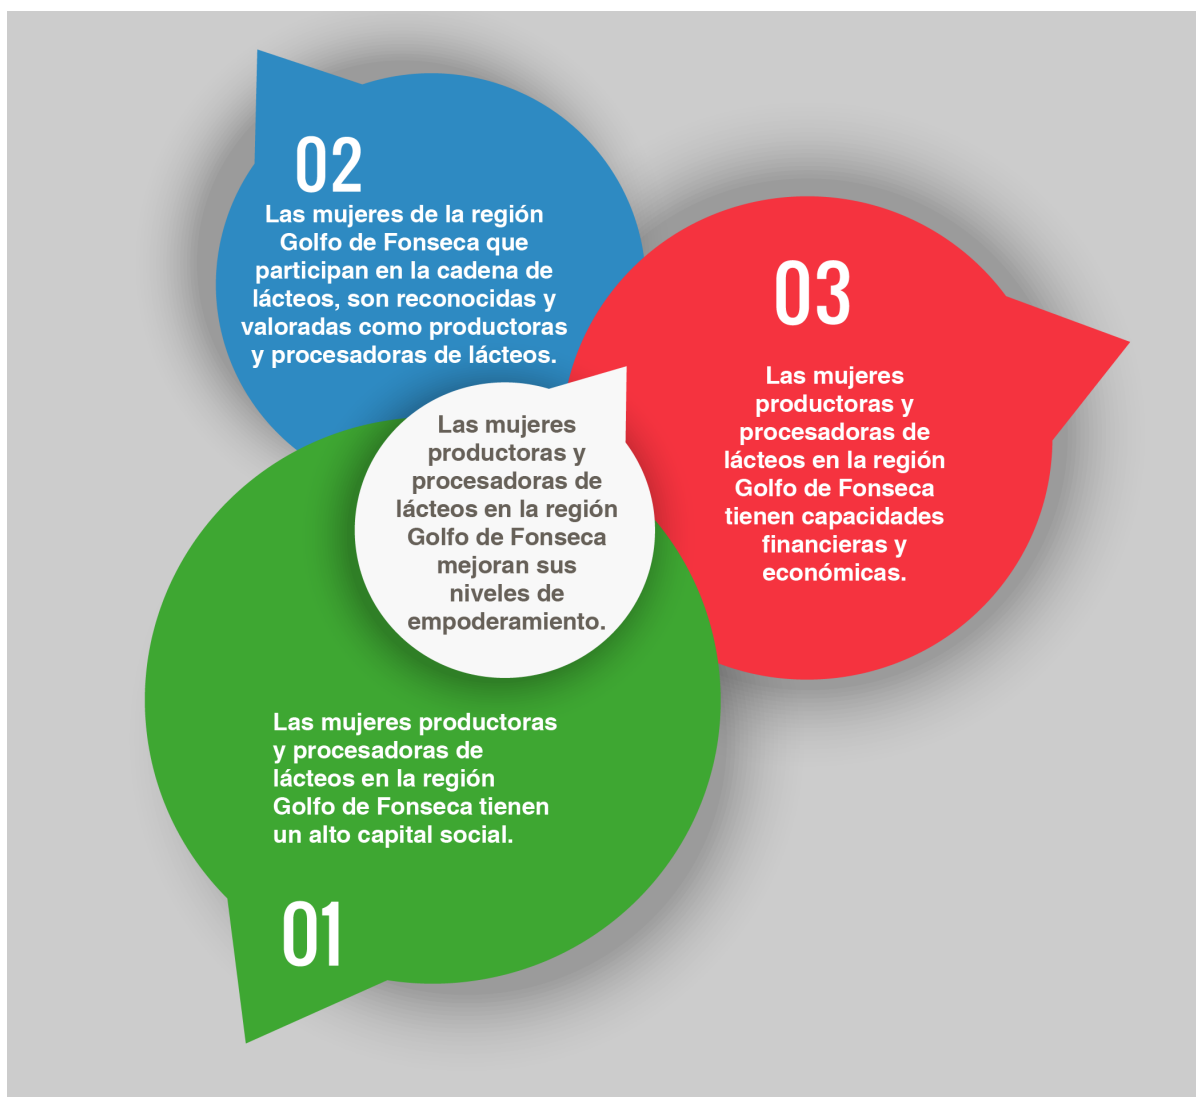 02
Las mujeres de la región
Golfo de Fonseca que
participan en la cadena de
lácteos, son reconocidas y
valoradas como productoras
y procesadoras de lácteos.
03
Las mujeres
productoras y
procesadoras de
lácteos en la región
Golfo de Fonseca
tienen capacidades
financieras y
económicas.
Las mujeres
productoras y
procesadoras de
lácteos en la región
Golfo de Fonseca
mejoran sus
niveles de
empoderamiento.
Las mujeres productoras
y procesadoras de
lácteos en la región
Golfo de Fonseca tienen
un alto capital social.
01